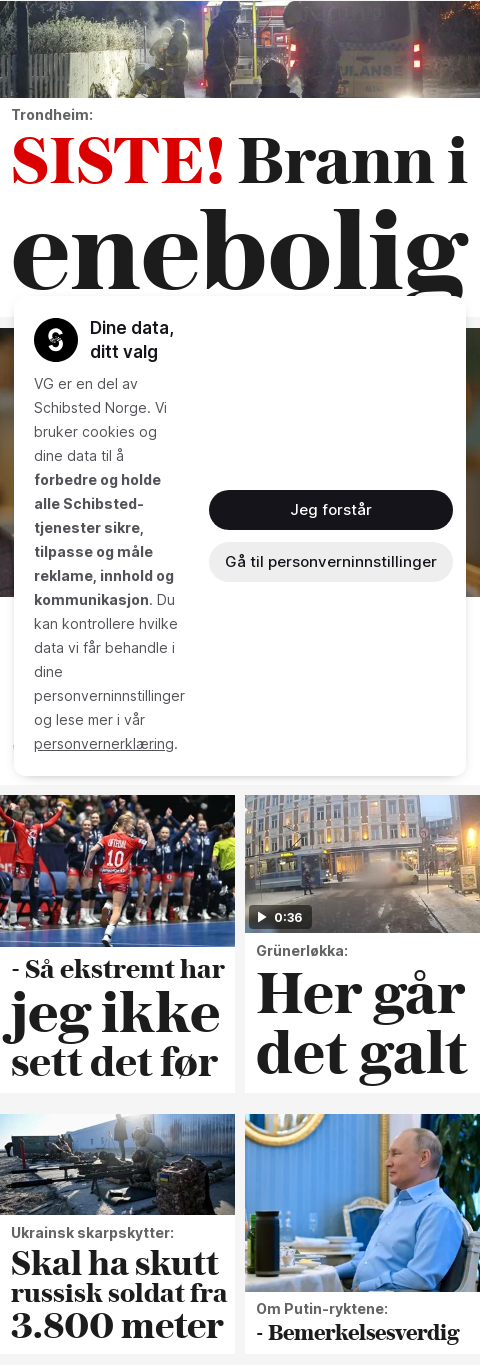 AMBULANSE
Trondheim:
SISTE! Brann i
enebolig
Dine data,
ditt valg
VG er en del av
Schibsted Norge. Vi
bruker cookies og
dine data til å
forbedre og holde
alle Schibsted-
tjenester sikre,
tilpasse og måle
reklame, innhold og
kommunikasjon. Du
kan kontrollere hvilke
data vi får behandle i
dine
personverninnstillinger
og lese mer i vår
personvernerklæring.
Jeg forstår
Gå til personverninnstillinger
OFTEDAL
10
0:36
- Så ekstremt har
jeg ikke
sett det før
Grünerløkka:
Her går
det galt
Ukrainsk skarpskytter:
Skal ha skutt
russisk soldat fra
3.800 meter
Om Putin-ryktene:
- Bemerkelsesverdig